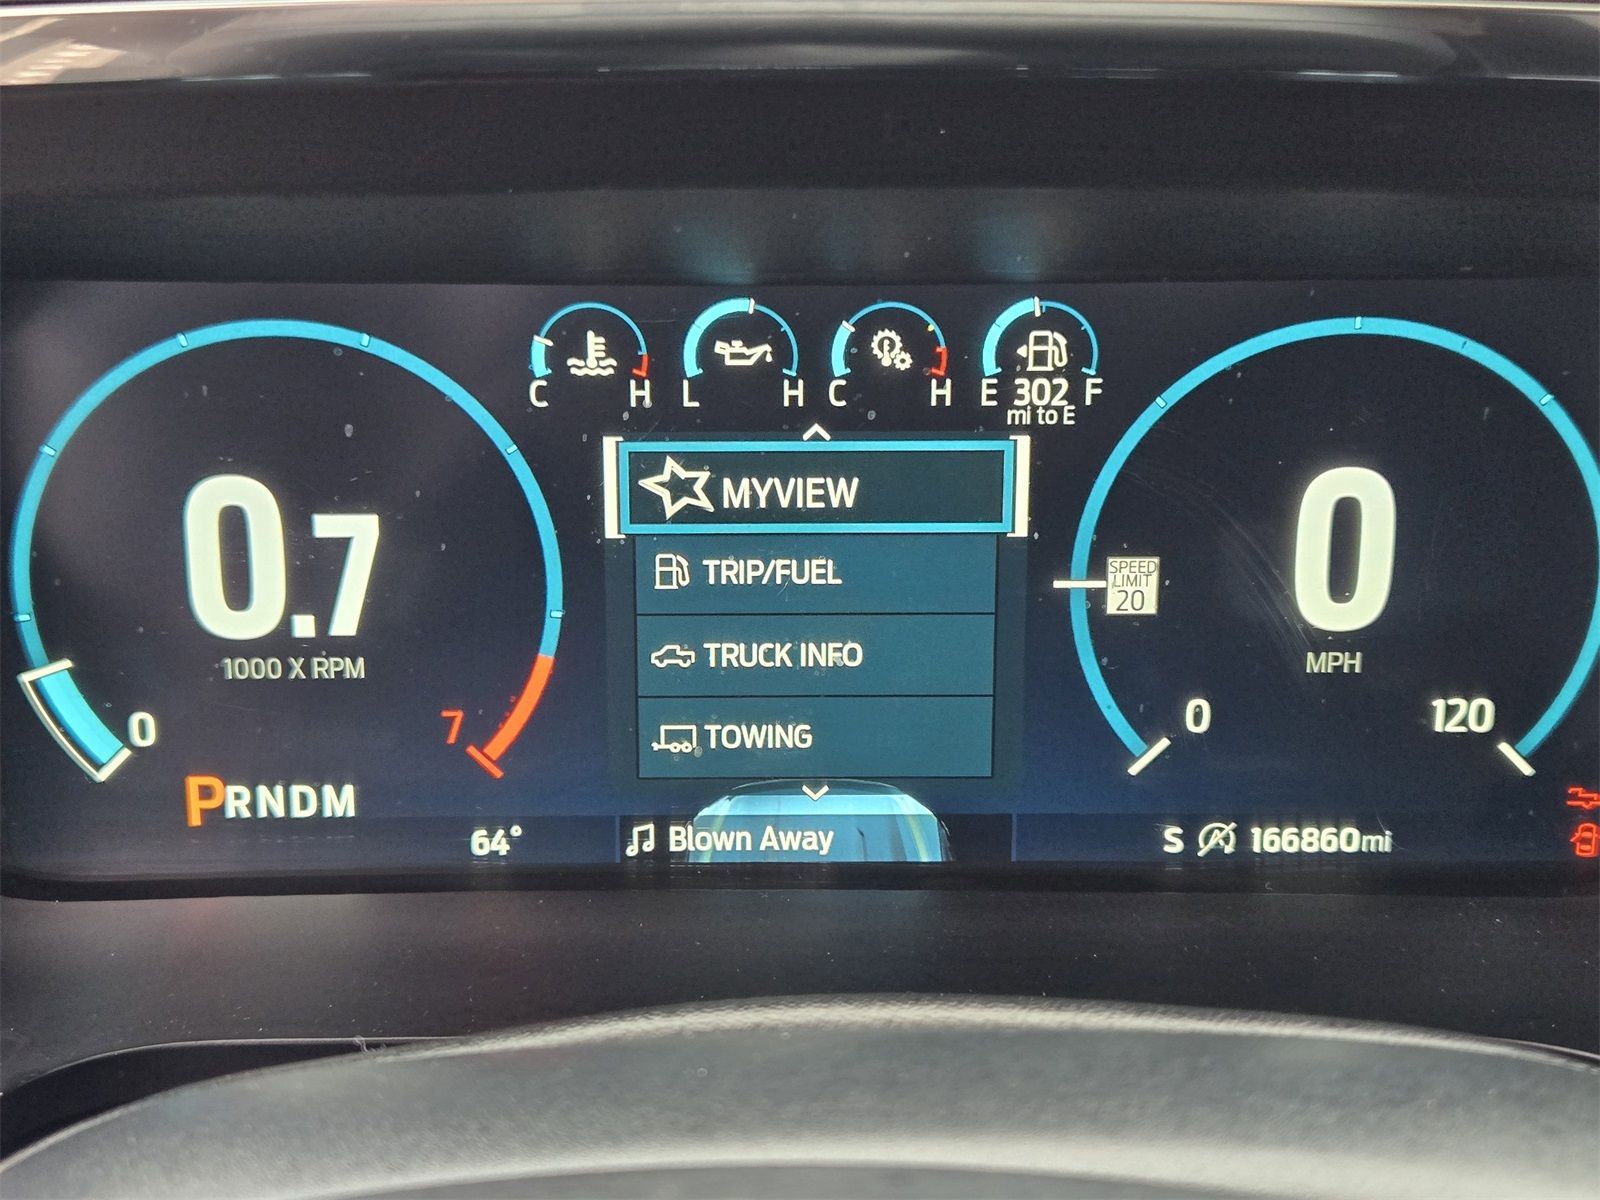 C H
L H
C H
E 302 F
mi to E
MYVIEW
TRIP/FUEL
TRUCK INFO
TOWING
0.7
1000 X RPM
0
7
PRNDM
64°
Blown Away
SPEED
LIMIT
20
0
MPH
0
120
S
166860mi